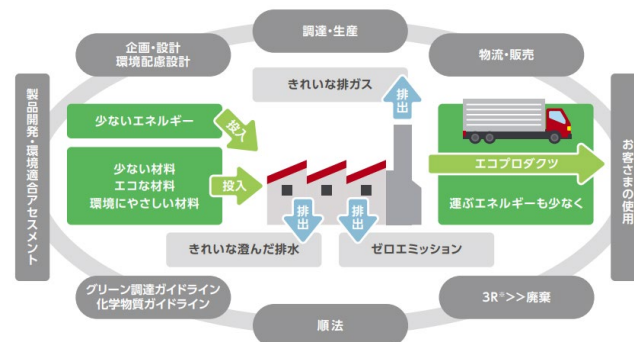 調達・生産
企画・設計
環境配慮設計
物流・販売
きれいな排ガス
排出
製品開発・環境適合アセスメント
少ないエネルギー
投入
少ない材料
エコな材料
環境にやさしい材料
投入
エコプロダクツ
運ぶエネルギーも少なく
お客さまの使用
排出
排出
きれいな澄んだ排水
ゼロエミッション
グリーン調達ガイドライン
化学物質ガイドライン
順法
3R※>>廃棄